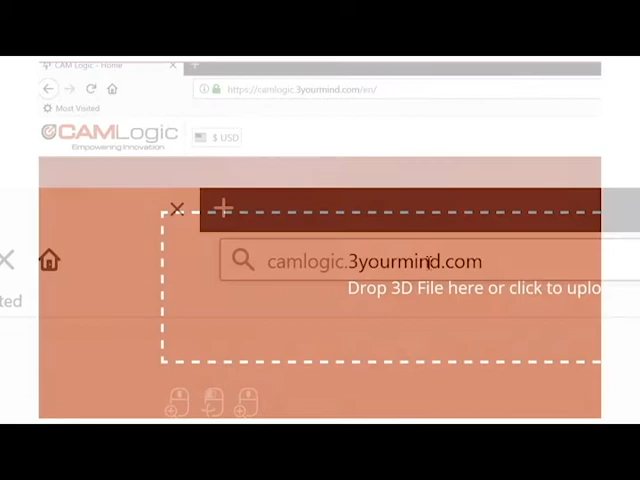 CAM Logic - Home
https://camlogic.3yourmind.com/en/
Most Visited
CAMLOGIC
$ USD
Empowering Innovation
camlogic.3yourmind.com
Drop 3D File here or click to uplo
ted